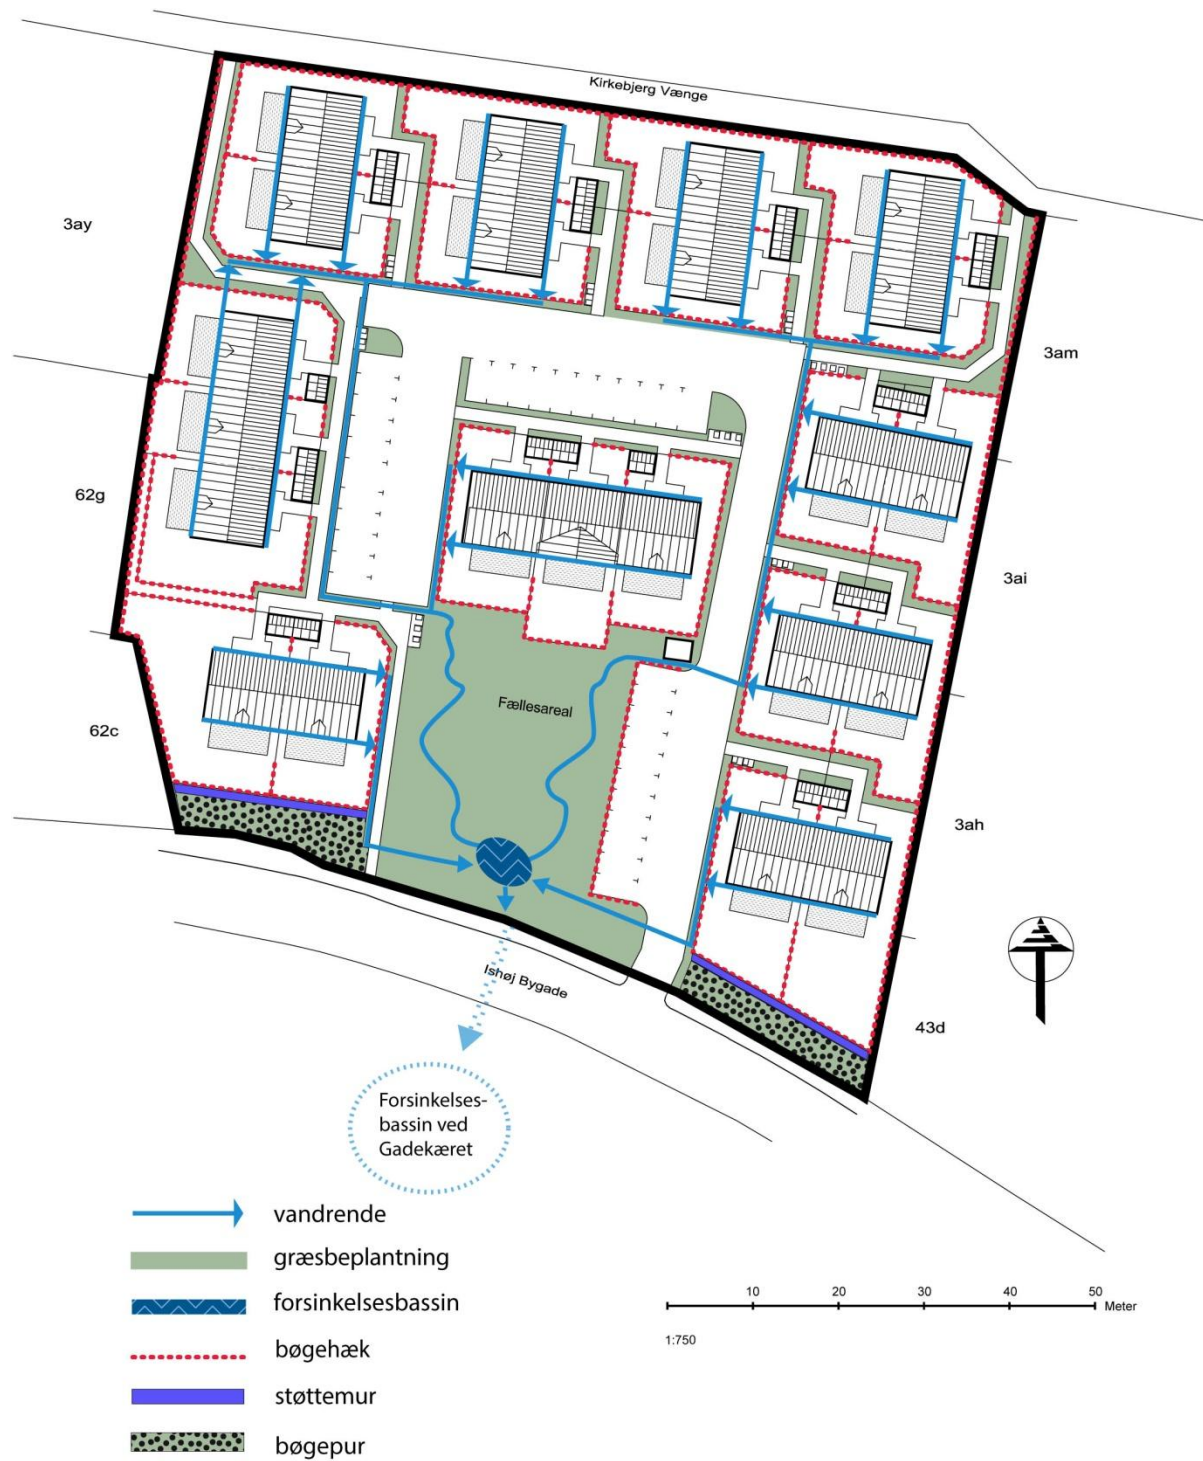 Kirkebjerg Vænge
3ay
3am
62g
3ai
Fællesareal
62c
3ah
Ishøj Bygade
43d
Forsinkelses-
bassin ved
Gadekæret
vandrende
græsbeplantning
forsinkelsesbassin
bøgehæk
støttemur
bøgepur
10 20 30 40 50
Meter
1:750